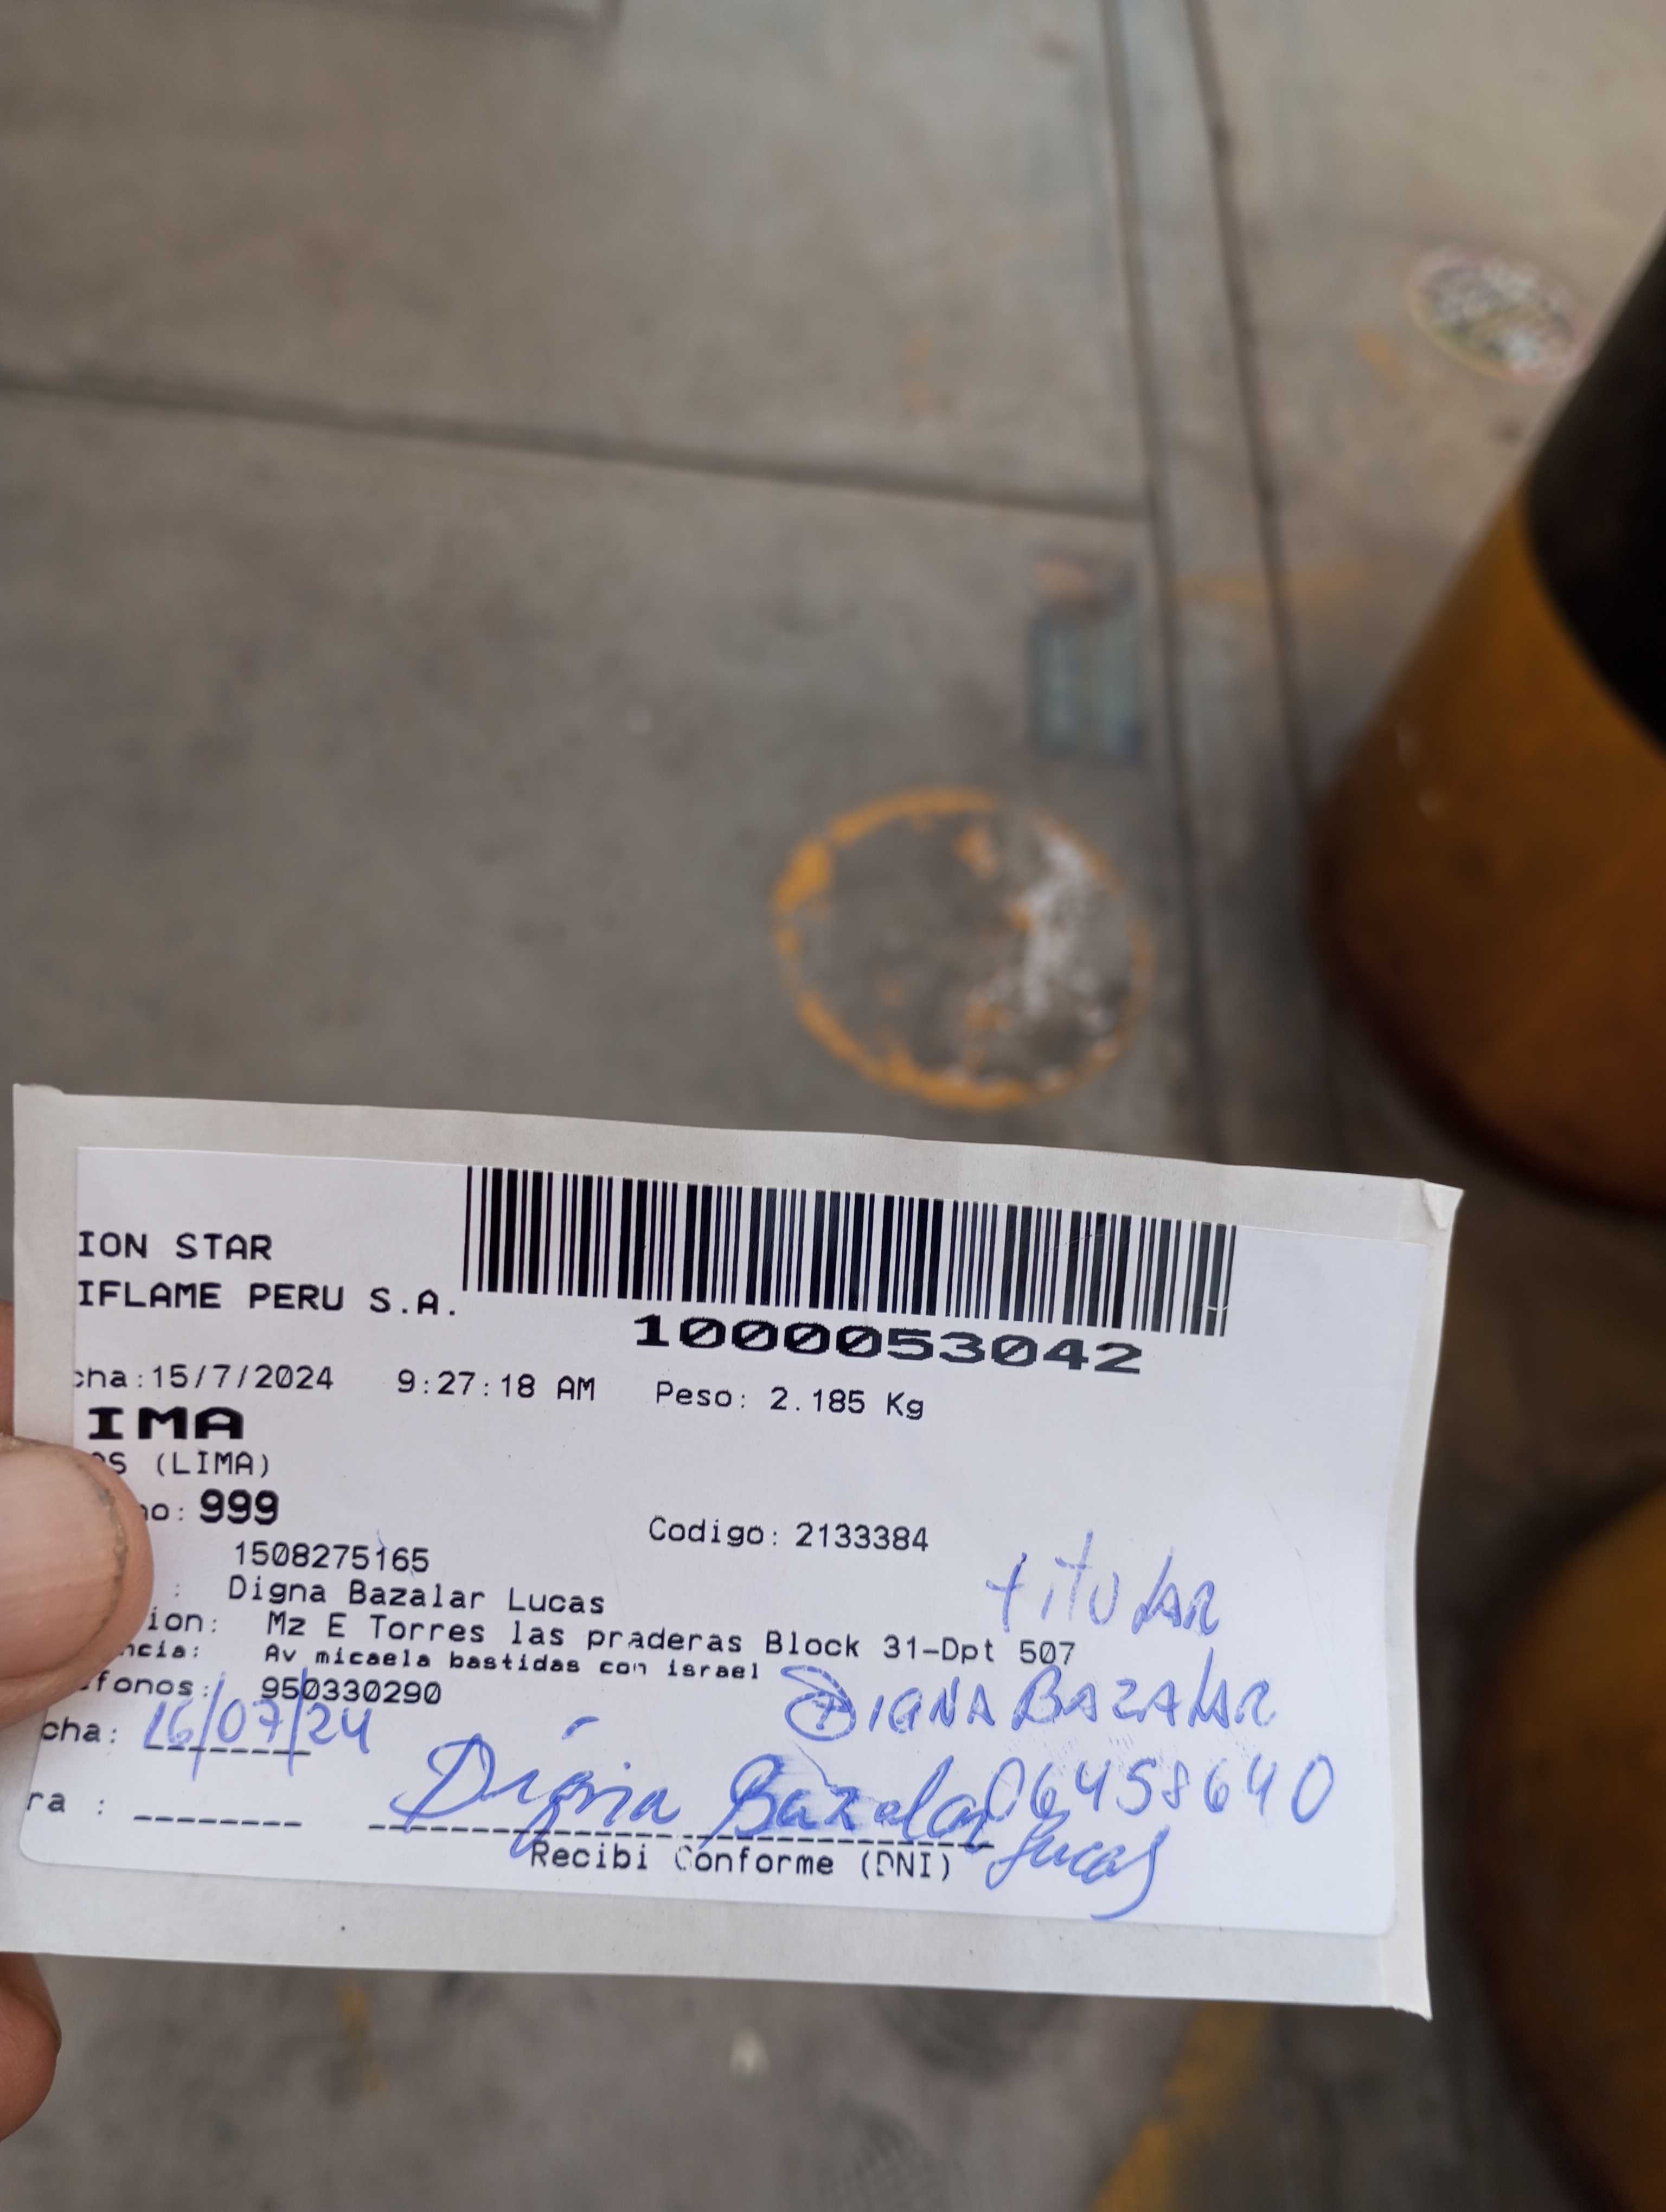 ION STAR
IFLAME PERU S.A.
1000053042
cha:15/7/2024 9:27:18 AM Peso: 2.185 Kg
IMA
OS (LIMA)
no: 999
Codigo: 2133384
1508275165
titular
: Digna Bazalar Lucas
ion: Mz E Torres las praderas Block 31-Dpt 507
ncia: Av micaela bastidas con israel
fonos: 950330290
DIGNA BAZALAR
cha: 16/07/24
06458640
ra :
Digna Bazalar Lucas
Recibi Conforme (DNI)